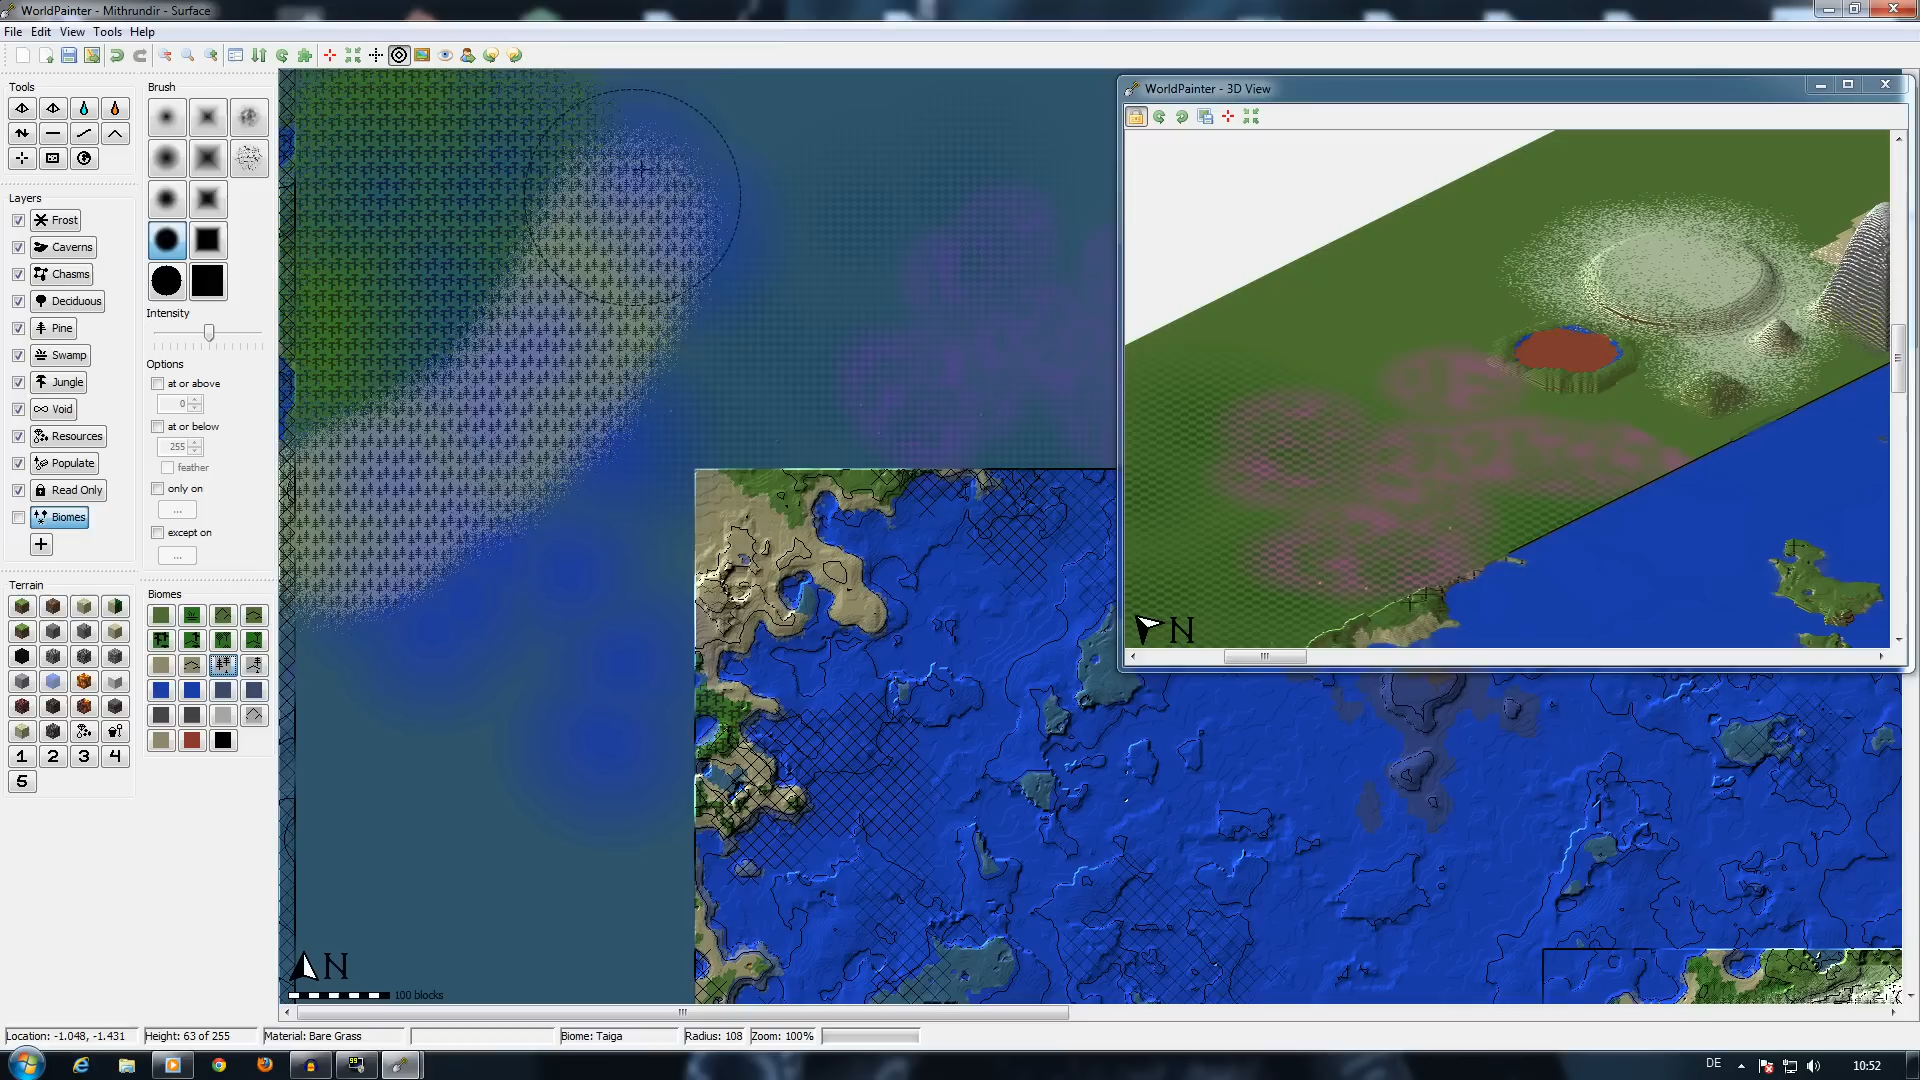 WorldPainter - Mithrundir - Surface
File Edit View Tools Help
Tools
Brush
Layers
Frost
Caverns
Chasms
Deciduous
Pine
Swamp
Jungle
Void
Resources
Populate
Read Only
Biomes
Intensity
Options
at or above
0
at or below
255
feather
only on
...
except on
...
Terrain
1 2 3 4
5
Biomes
WorldPainter - 3D View
N
N
100 blocks
Location: -1.048, -1.431 Height: 63 of 255 Material: Bare Grass Biome: Taiga Radius: 108 Zoom: 100%
99
DE 10:52